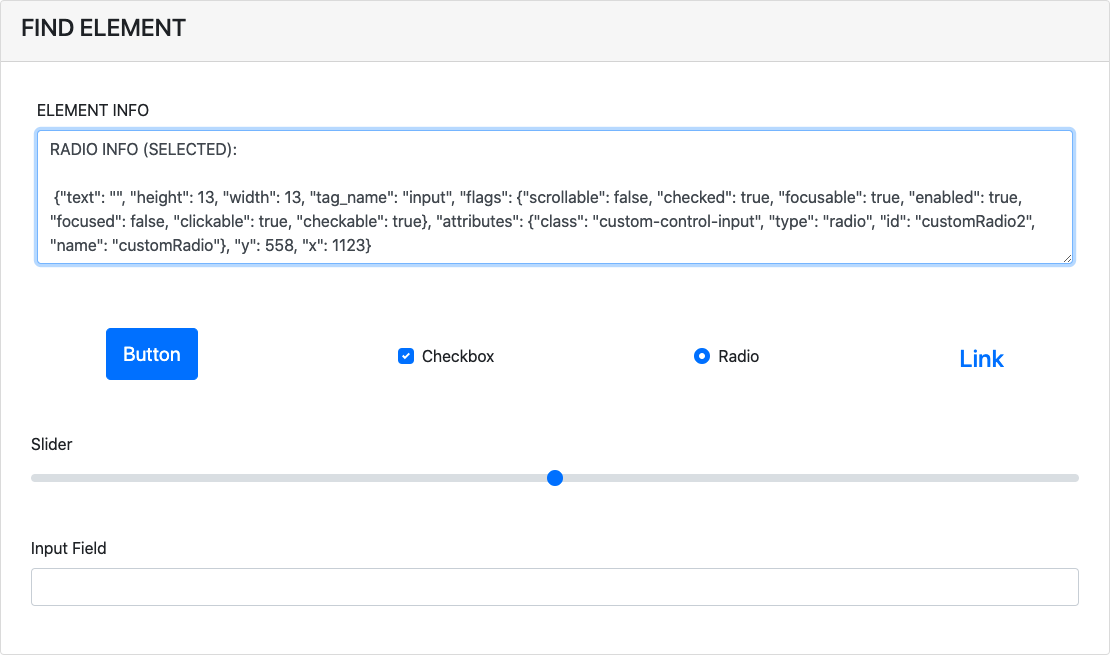 FIND ELEMENT
ELEMENT INFO
RADIO INFO (SELECTED):
{"text": "", "height": 13, "width": 13, "tag_name": "input", "flags": {"scrollable": false, "checked": true, "focusable": true, "enabled": true,
"focused": false, "clickable": true, "checkable": true}, "attributes": {"class": "custom-control-input", "type": "radio", "id": "customRadio2",
"name": "customRadio"}, "y": 558, "x": 1123}
Button
Checkbox
Radio
Link
Slider
Input Field